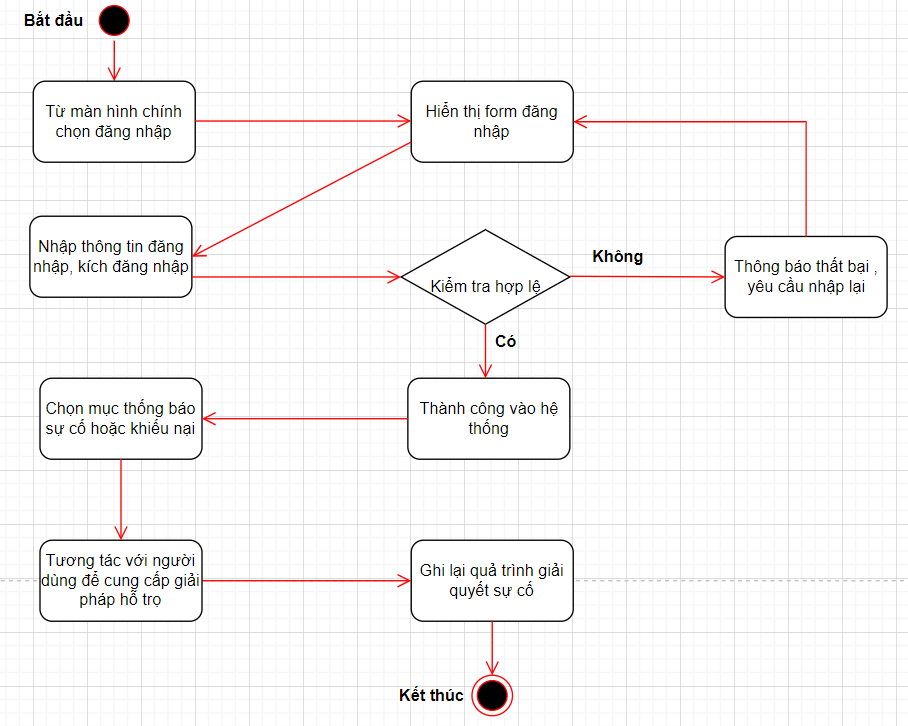 Bắt đầu
Từ màn hình chính
chọn đăng nhập
Hiển thị form đăng
nhập
Nhập thông tin đăng
nhập, kích đăng nhập
Kiểm tra hợp lệ
Không
Thông báo thất bại ,
yêu cầu nhập lại
Có
Thành công vào hệ
thống
Chọn mục thống báo
sự cố hoặc khiếu nại
Tương tác với người
dùng để cung cấp giải
pháp hỗ trọ
Ghi lại quả trình giải
quyết sự cố
Kết thúc